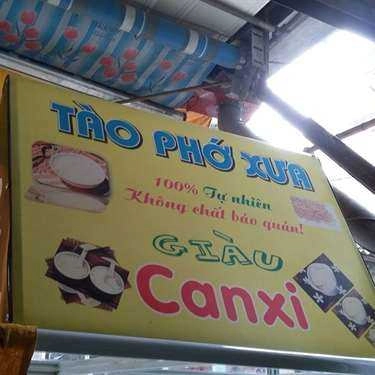 TÀO PHỚ XƯA
100% Tự nhiên
Không chất bảo quản!
GIÀU
Canxi